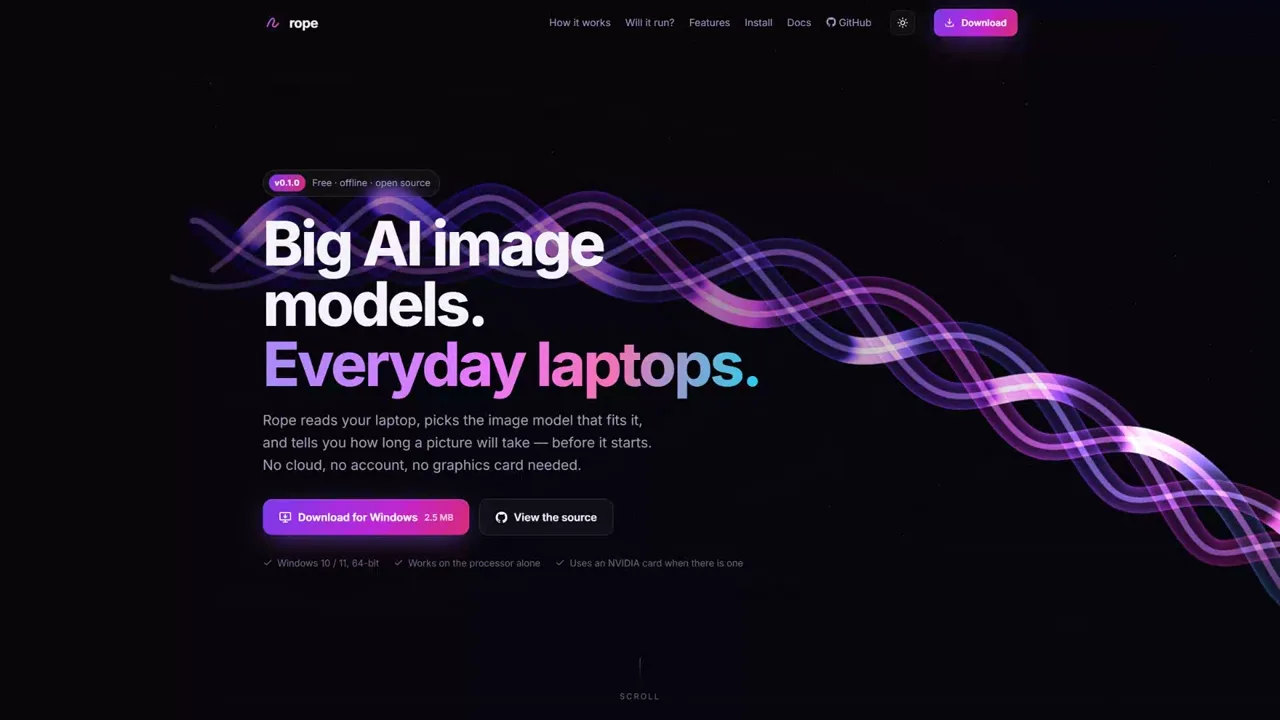 rope
How it works Will it run? Features Install Docs GitHub Download
v0.1.0 Free · offline · open source
Big AI image
models.
Everyday laptops.
Rope reads your laptop, picks the image model that fits it,
and tells you how long a picture will take — before it starts.
No cloud, no account, no graphics card needed.
Download for Windows 2.5 MB View the source
Windows 10 / 11, 64-bit Works on the processor alone Uses an NVIDIA card when there is one
SCROLL